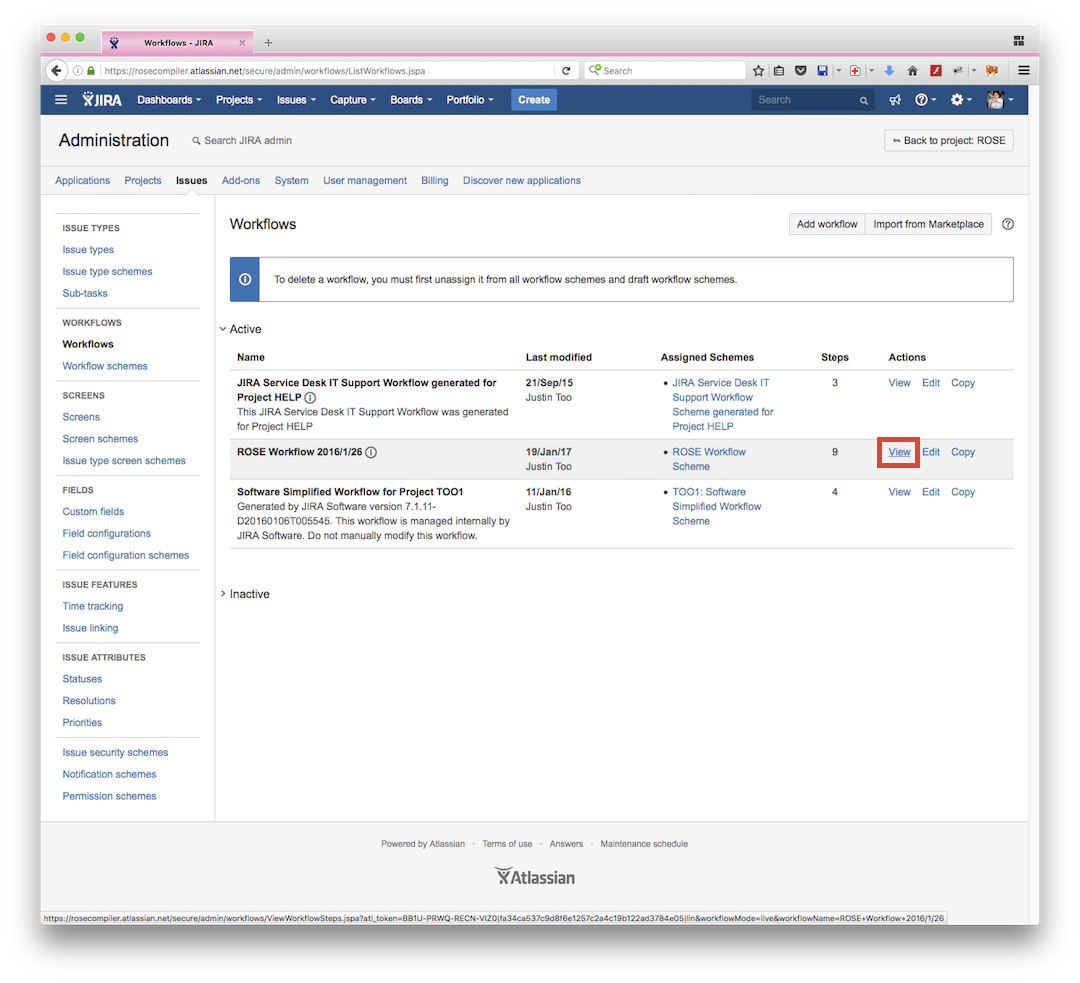 Workflows - JIRA
https://rosecompiler.atlassian.net/secure/admin/workflows/ListWorkflows.jspa
Search
JIRA Dashboards Projects Issues Capture Boards Portfolio Create Search
Administration Search JIRA admin Back to project: ROSE
Applications Projects Issues Add-ons System User management Billing Discover new applications
ISSUE TYPES
Issue types
Issue type schemes
Sub-tasks
WORKFLOWS
Workflows
Workflow schemes
SCREENS
Screens
Screen schemes
Issue type screen schemes
FIELDS
Custom fields
Field configurations
Field configuration schemes
ISSUE FEATURES
Time tracking
Issue linking
ISSUE ATTRIBUTES
Statuses
Resolutions
Priorities
Issue security schemes
Notification schemes
Permission schemes
Workflows Add workflow Import from Marketplace
To delete a workflow, you must first unassign it from all workflow schemes and draft workflow schemes.
Active
Name Last modified Assigned Schemes Steps Actions
JIRA Service Desk IT Support Workflow generated for
Project HELP
This JIRA Service Desk IT Support Workflow was generated
for Project HELP
21/Sep/15
Justin Too
• JIRA Service Desk IT
Support Workflow
Scheme generated for
Project HELP
3
View Edit Copy
ROSE Workflow 2016/1/26
19/Jan/17
Justin Too
• ROSE Workflow
Scheme
9
View Edit Copy
Software Simplified Workflow for Project TOO1
Generated by JIRA Software version 7.1.11-
D20160106T005545. This workflow is managed internally by
JIRA Software. Do not manually modify this workflow.
11/Jan/16
Justin Too
• TOO1: Software
Simplified Workflow
Scheme
4
View Edit Copy
Inactive
Powered by Atlassian · Terms of use · Answers · Maintenance schedule
Atlassian
https://rosecompiler.atlassian.net/secure/admin/workflows/ViewWorkflowSteps.jspa?atl_token=BB1U-PRWQ-RECN-VIZ0|fa34ca537c9d8f6e1257c2a4c19b122ad3784e05|lin&workflowMode=live&workflowName=ROSE+Workflow+2016/1/26